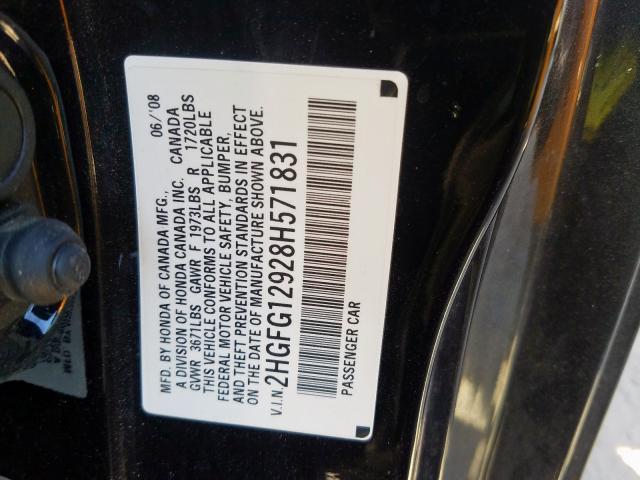 MFD. BY HONDA OF CANADA MFG., 06/'08
A DIVISION OF HONDA CANADA INC. CANADA
GVWR 3671LBS GAWR F 1973LBS R 1720LBS
THIS VEHICLE CONFORMS TO ALL APPLICABLE
FEDERAL MOTOR VEHICLE SAFETY, BUMPER,
AND THEFT PREVENTION STANDARDS IN EFFECT
ON THE DATE OF MANUFACTURE SHOWN ABOVE.
V.I.N. 2HGFG12928H571831
PASSENGER CAR